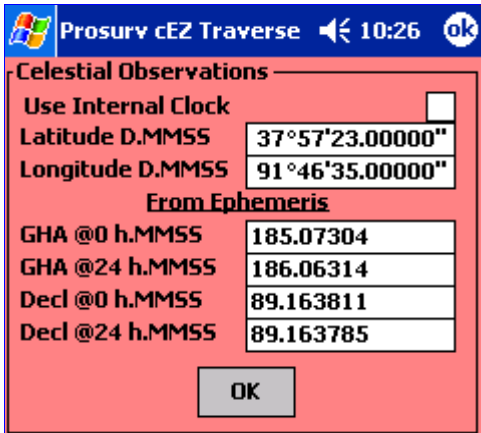 Prosurv cEZ Traverse 10:26 ok
Celestial Observations
Use Internal Clock
Latitude D.MMSS 37°57'23.00000"
Longitude D.MMSS 91°46'35.00000"
From Ephemeris
GHA @0 h.MMSS 185.07304
GHA @24 h.MMSS 186.06314
Decl @0 h.MMSS 89.163811
Decl @24 h.MMSS 89.163785
OK